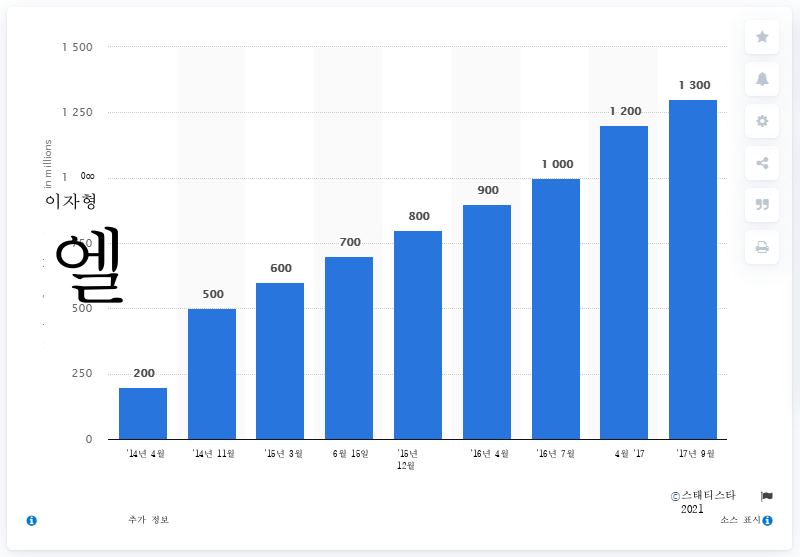 1 500
1 250
in millions
1 0∞
이자형
엘
750
500
250
0
200
500
600
700
800
900
1 000
1 200
1 300
'14년 4월
'14년 11월
'15년 3월
6월 15일
'15년
12월
'16년 4월
'16년 7월
4월 '17
'17년 9월
©스태티스타
2021
추가 정보
소스 표시